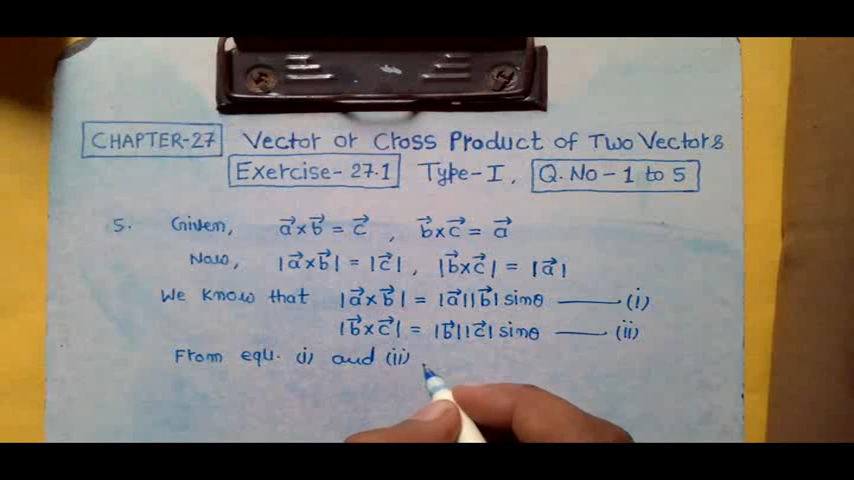 CHAPTER-27 Vector or Cross Product of Two Vectors
Exercise-27.1 Type-I, Q. No-1 to 5
5. Given, a⃗×b⃗ = c⃗ , b⃗×c⃗ = a⃗
Now, |a⃗×b⃗| = |c⃗|, |b⃗×c⃗| = |a⃗|
We know that |a⃗×b⃗| = |a⃗||b⃗| sinθ —— (i)
|b⃗×c⃗| = |b⃗||c⃗| sinθ —— (ii)
From equ. (i) and (ii)